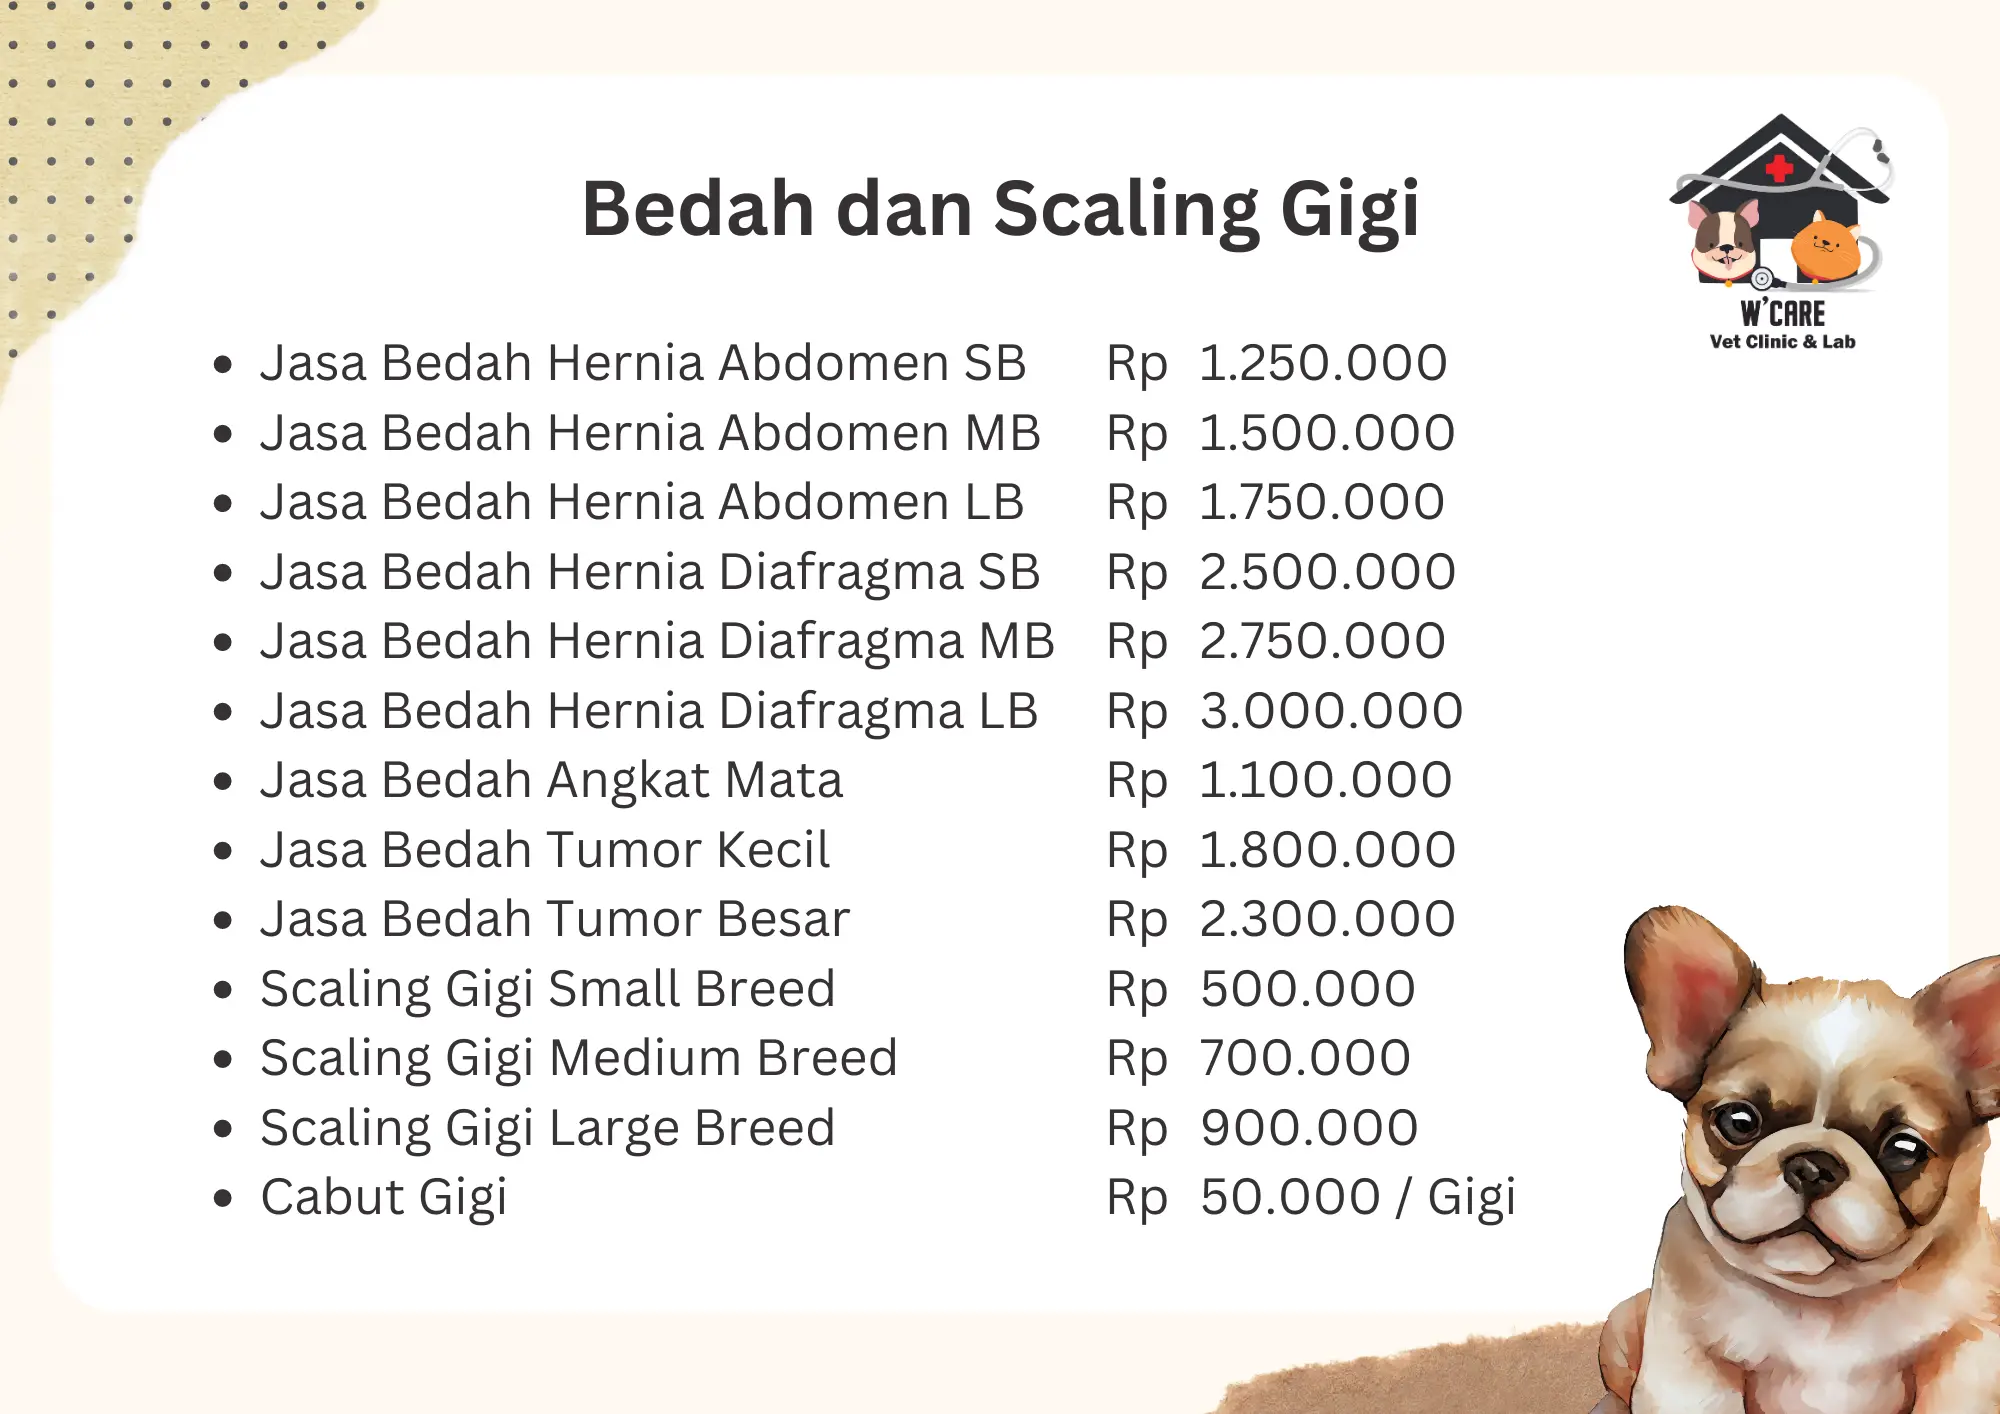 Bedah dan Scaling Gigi
W'CARE
Vet Clinic & Lab
• Jasa Bedah Hernia Abdomen SB Rp 1.250.000
• Jasa Bedah Hernia Abdomen MB Rp 1.500.000
• Jasa Bedah Hernia Abdomen LB Rp 1.750.000
• Jasa Bedah Hernia Diafragma SB Rp 2.500.000
• Jasa Bedah Hernia Diafragma MB Rp 2.750.000
• Jasa Bedah Hernia Diafragma LB Rp 3.000.000
• Jasa Bedah Angkat Mata Rp 1.100.000
• Jasa Bedah Tumor Kecil Rp 1.800.000
• Jasa Bedah Tumor Besar Rp 2.300.000
• Scaling Gigi Small Breed Rp 500.000
• Scaling Gigi Medium Breed Rp 700.000
• Scaling Gigi Large Breed Rp 900.000
• Cabut Gigi Rp 50.000 / Gigi